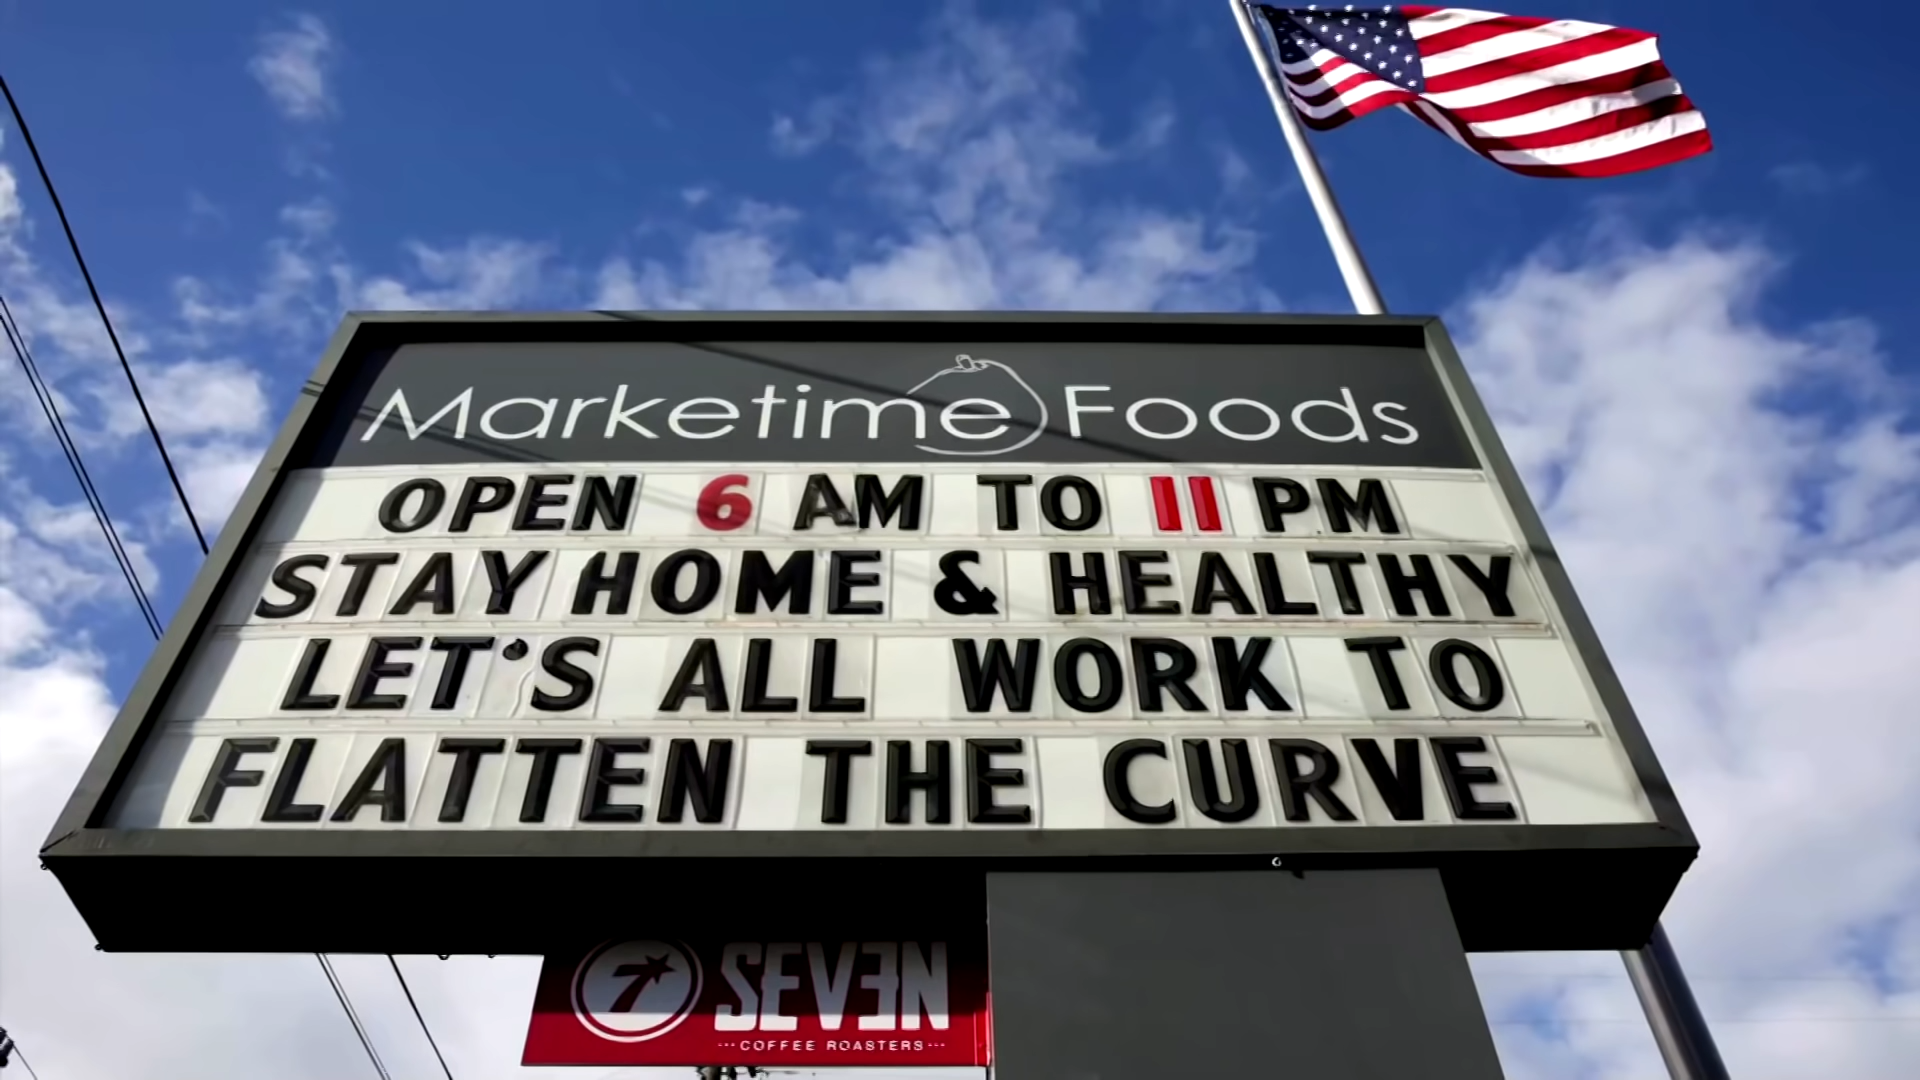 Marketime Foods
OPEN 6 AM TO 11 PM
STAY HOME & HEALTHY
LET'S ALL WORK TO
FLATTEN THE CURVE
7 SEVEN
COFFEE ROASTERS